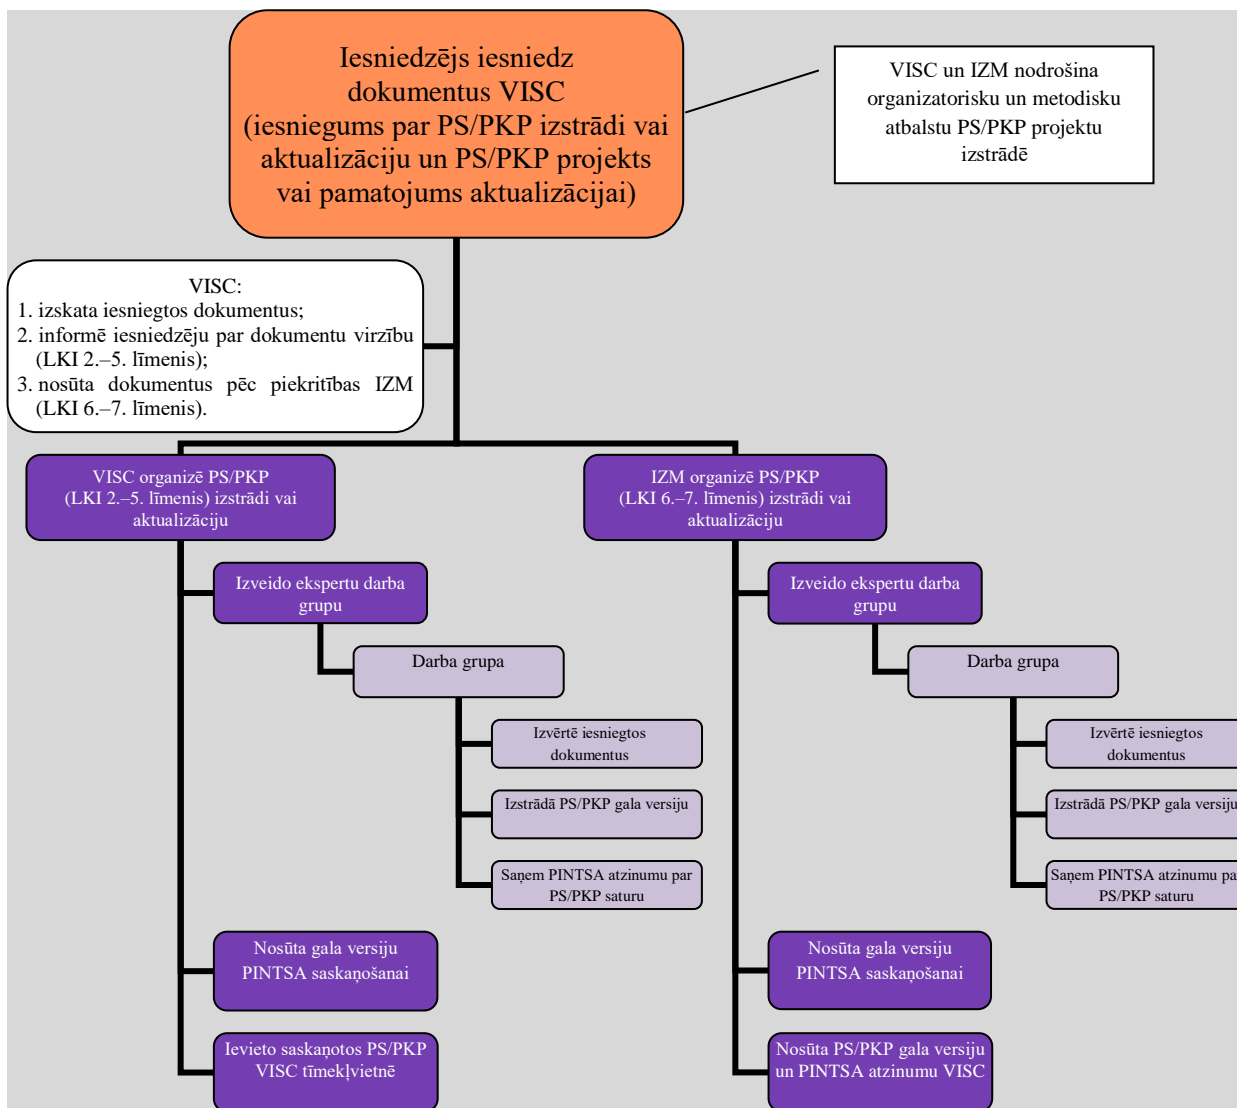 Iesniedzējs iesniedz
dokumentus VISC
(iesniegums par PS/PKP izstrādi vai
aktualizāciju un PS/PKP projekts
vai pamatojums aktualizācijai)
VISC un IZM nodrošina
organizatorisku un metodisku
atbalstu PS/PKP projektu
izstrādē
VISC:
1. izskata iesniegtos dokumentus;
2. informē iesniedzēju par dokumentu virzību
(LKI 2.–5. līmenis);
3. nosūta dokumentus pēc piekritības IZM
(LKI 6.–7. līmenis).
VISC organizē PS/PKP
(LKI 2.–5. līmenis) izstrādi vai
aktualizāciju
Izveido ekspertu darba
grupu
Darba grupa
Izvērtē iesniegtos
dokumentus
Izstrādā PS/PKP gala versiju
Saņem PINTSA atzinumu par
PS/PKP saturu
Nosūta gala versiju
PINTSA saskaņošanai
Ievieto saskaņotos PS/PKP
VISC tīmekļvietnē
IZM organizē PS/PKP
(LKI 6.–7. līmenis) izstrādi vai
aktualizāciju
Izveido ekspertu darba
grupu
Darba grupa
Izvērtē iesniegtos
dokumentus
Izstrādā PS/PKP gala versiju
Saņem PINTSA atzinumu pa
PS/PKP saturu
Nosūta gala versiju
PINTSA saskaņošanai
Nosūta PS/PKP gala versiju
un PINTSA atzinumu VISC